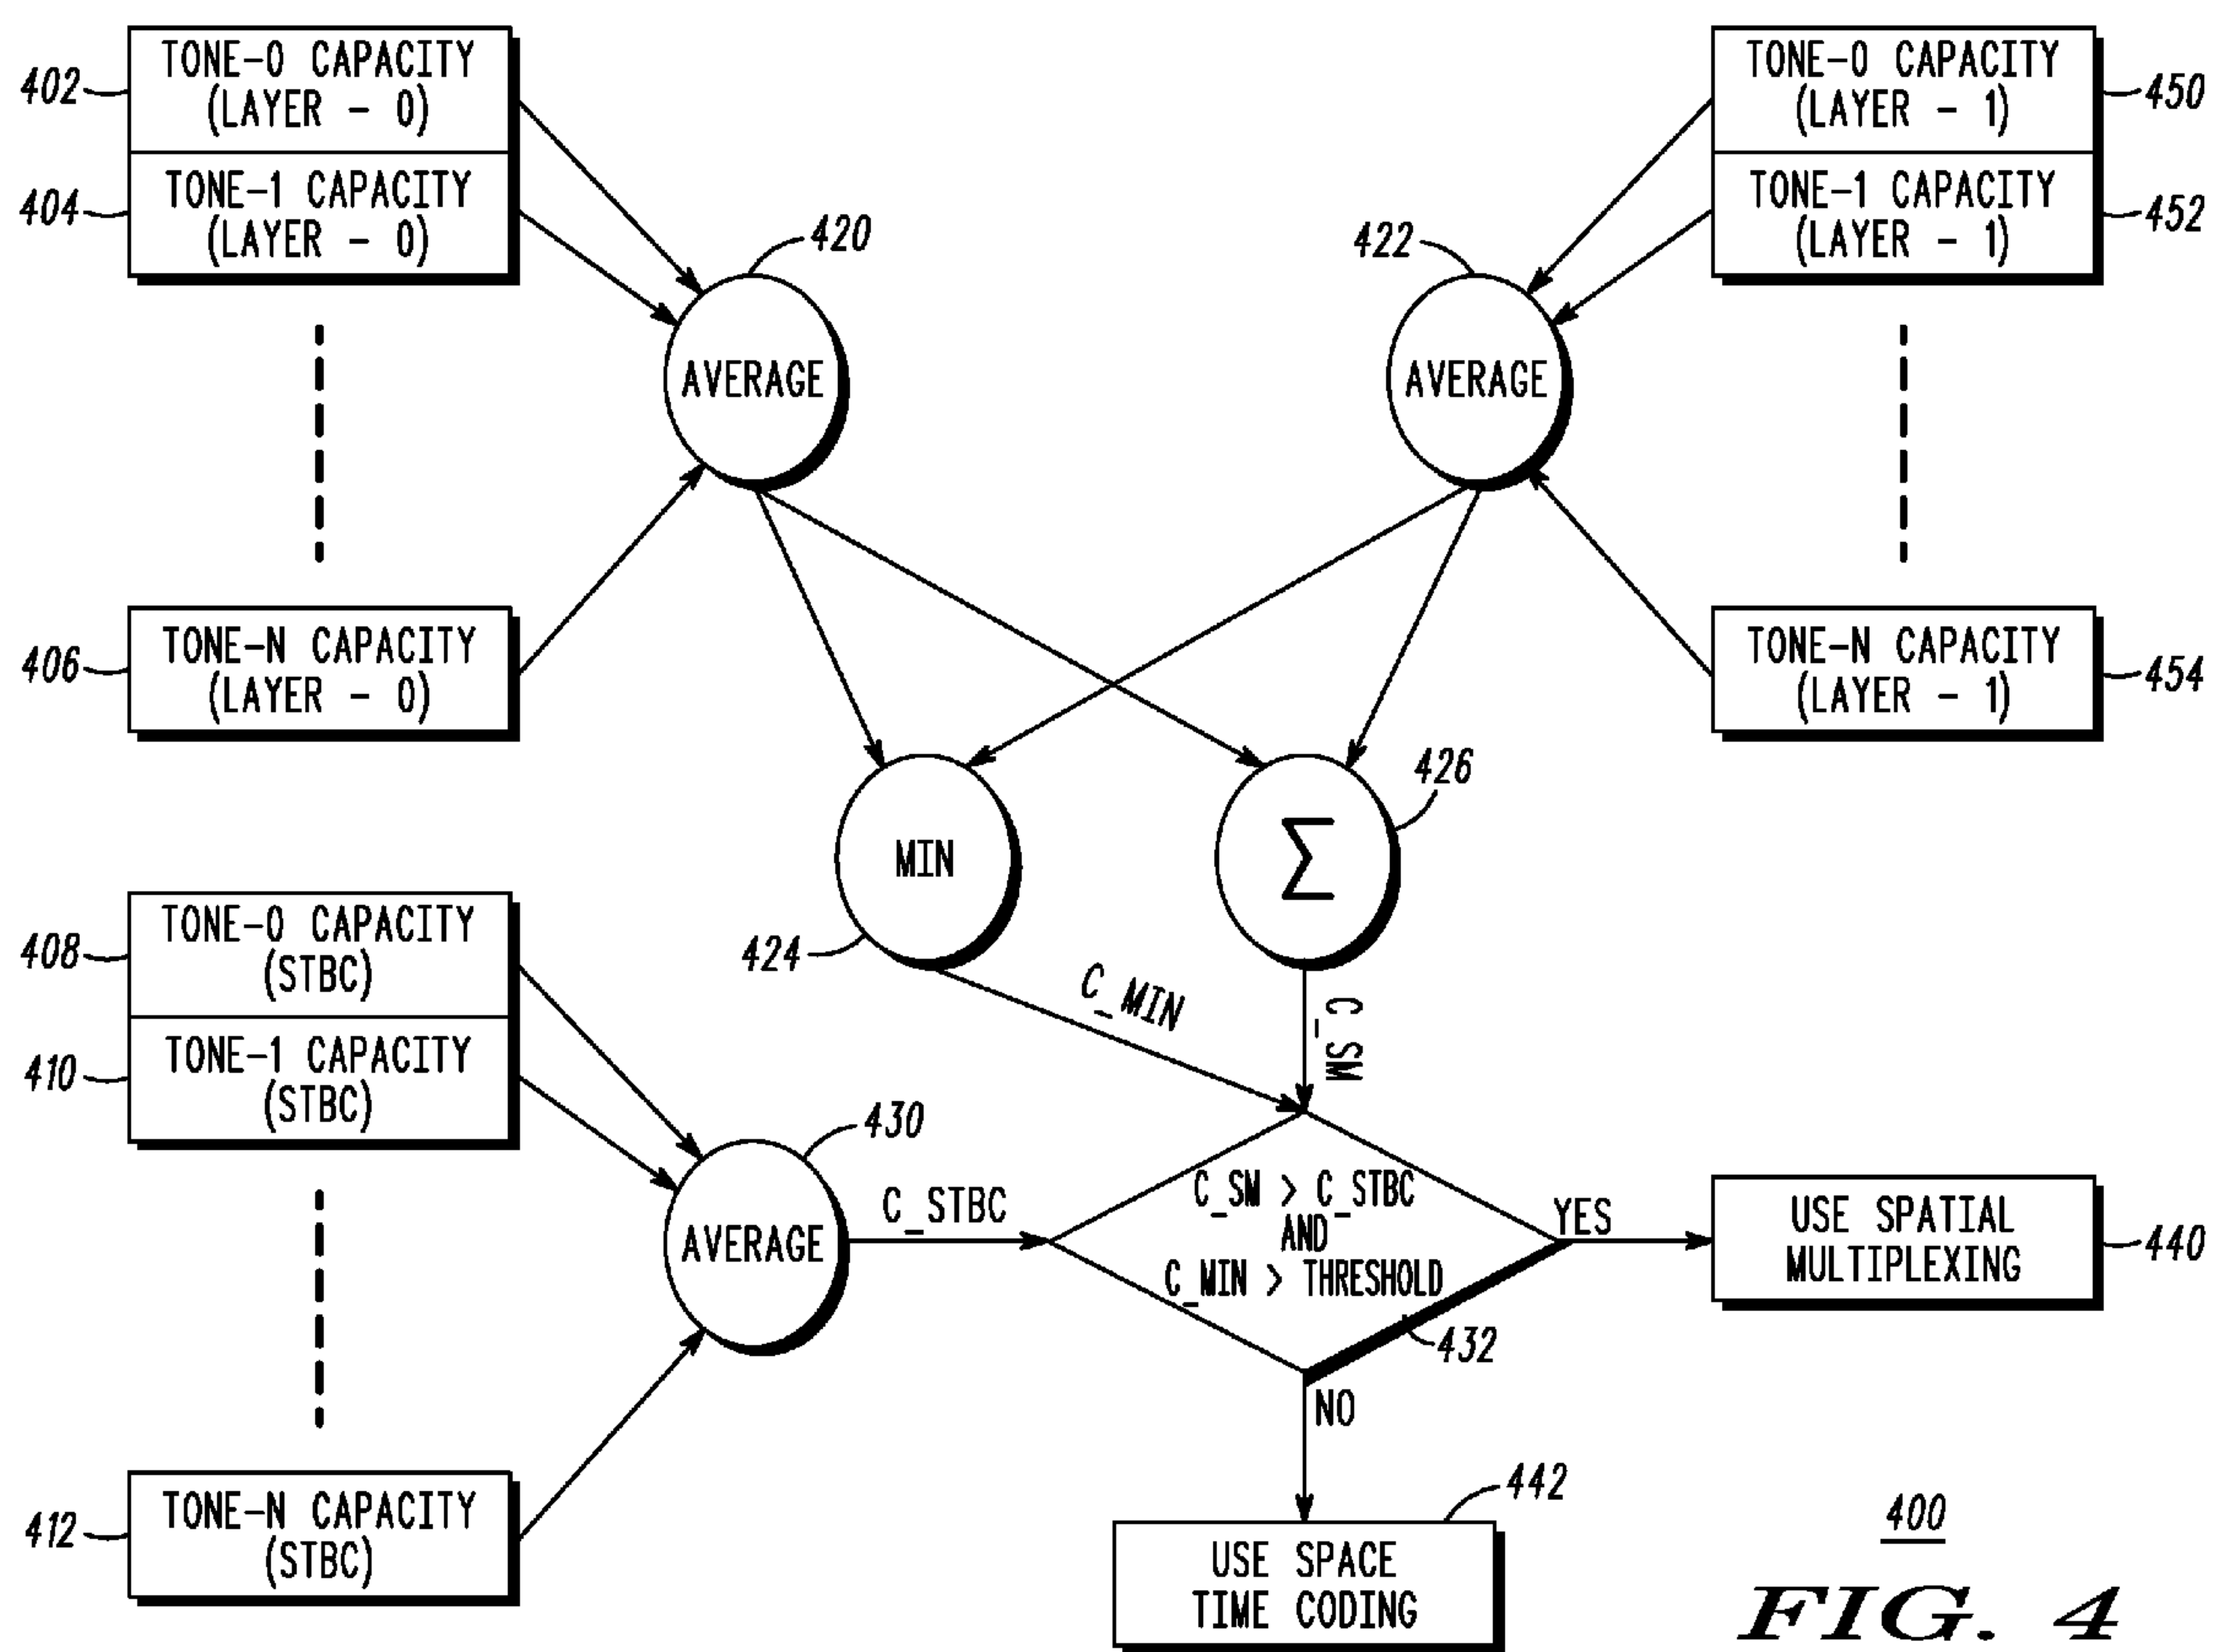 402
TONE-0 CAPACITY
(LAYER - 0)
404
TONE-1 CAPACITY
(LAYER - 0)
TONE-0 CAPACITY
(LAYER - 1)
450
TONE-1 CAPACITY
(LAYER - 1)
452
420
AVERAGE
422
AVERAGE
406
TONE-N CAPACITY
(LAYER - 0)
TONE-N CAPACITY
(LAYER - 1)
454
MIN
424
Σ
426
408
TONE-0 CAPACITY
(STBC)
410
TONE-1 CAPACITY
(STBC)
C_MIN
C_SM
430
AVERAGE
C_STBC
C_SM > C_STBC
AND
C_MIN > THRESHOLD
432
YES
USE SPATIAL
MULTIPLEXING
440
NO
412
TONE-N CAPACITY
(STBC)
442
USE SPACE
TIME CODING
400
FIG. 4